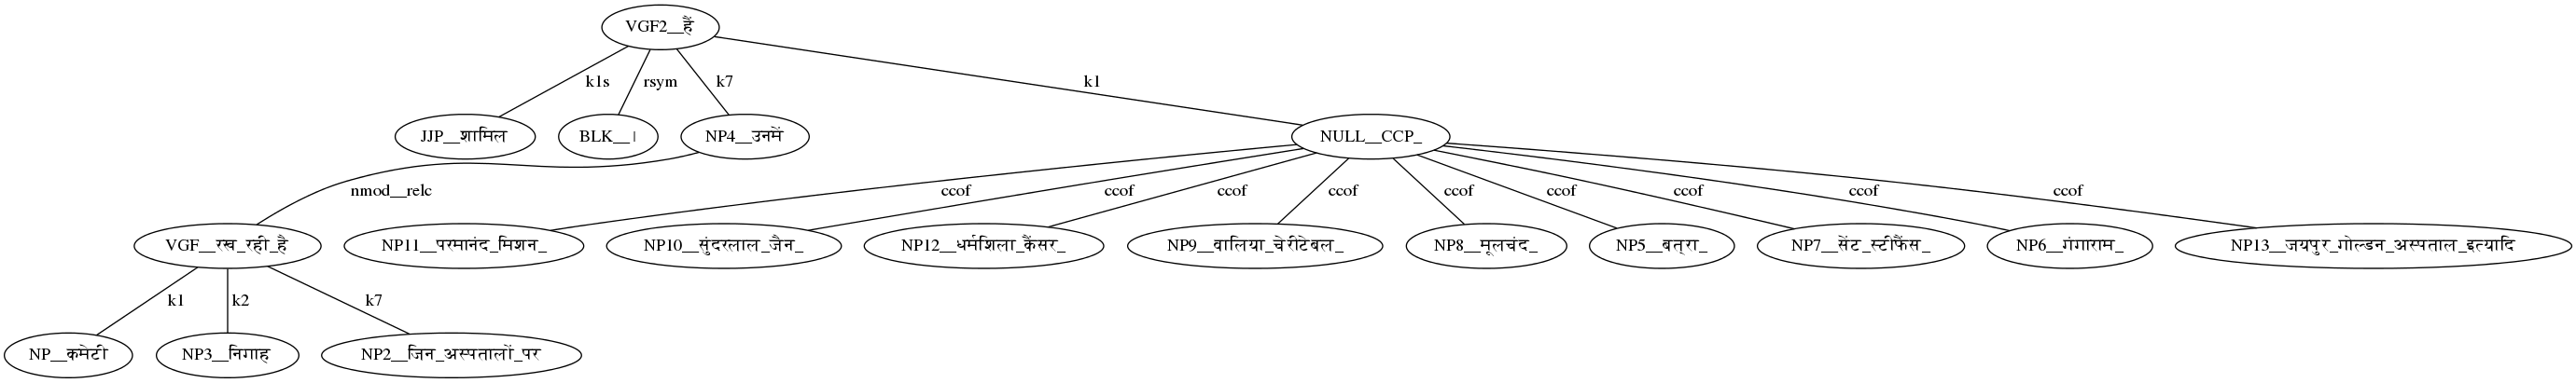 VGF2__हैं
k1s rsym k7 k1
JJP__शामिल BLK__। NP4__उनमें NULL__CCP_
nmod__relc ccof ccof ccof ccof ccof ccof ccof ccof ccof
VGF__रख_रही_है NP11__परमानंद_मिशन_ NP10__सुंदरलाल_जैन_ NP12__धर्मशिला_कैंसर_ NP9__वालिया_चेरीटेबल_ NP8__मूलचंद_ NP5__बत्रा_ NP7__सेंट_स्टीफैंस_ NP6__गंगाराम_ NP13__जयपुर_गोल्डन_अस्पताल_इत्यादि
k1 k2 k7
NP__कमेटी NP3__निगाह NP2__जिन_अस्पतालों_पर